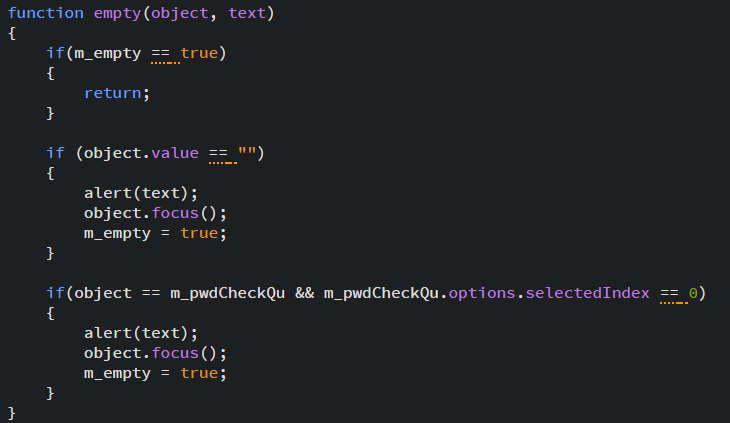 function empty(object, text)
{
    if(m_empty == true)
    {
        return;
    }

    if (object.value == "")
    {
        alert(text);
        object.focus();
        m_empty = true;
    }

    if(object == m_pwdCheckQu && m_pwdCheckQu.options.selectedIndex == 0)
    {
        alert(text);
        object.focus();
        m_empty = true;
    }
}